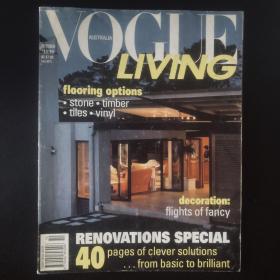 VOGUE
AUSTRALIA
LIVING
flooring options
• stone • timber
• tiles • vinyl
decoration:
flights of fancy
RENOVATIONS SPECIAL
40 pages of clever solutions
...from basic to brilliant